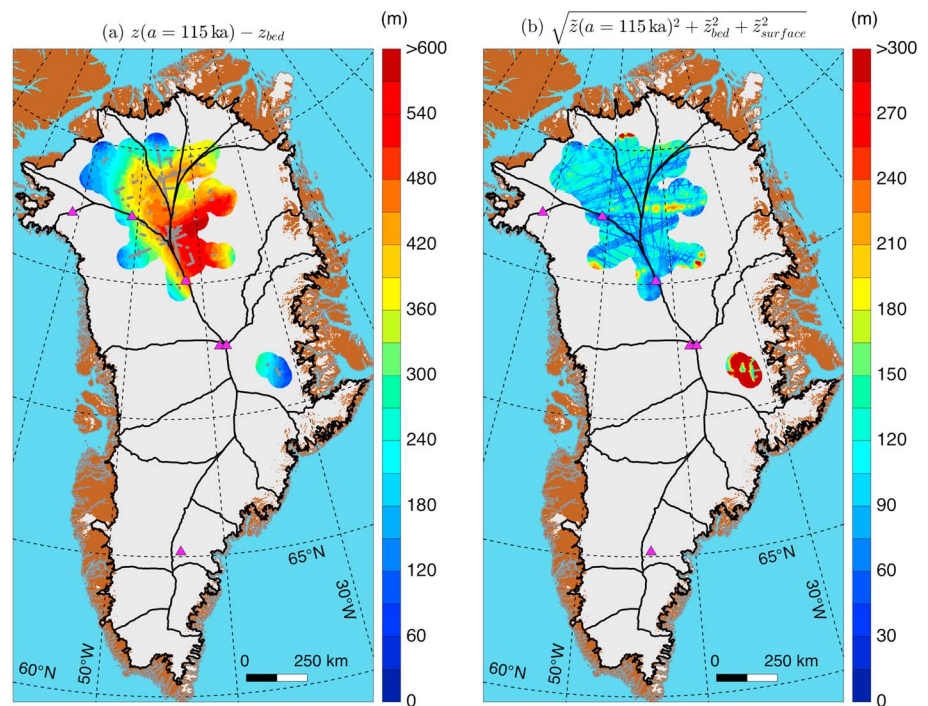 (a) z(a = 115 ka) − z_bed
(m)
>600
540
480
420
360
300
240
180
120
60
0
65°N
30°W
50°W
60°N
0 250 km
(b) √(z̃(a = 115 ka)² + z̃²_bed + z̃²_surface)
(m)
>300
270
240
210
180
150
120
90
60
30
0
65°N
30°W
50°W
60°N
0 250 km